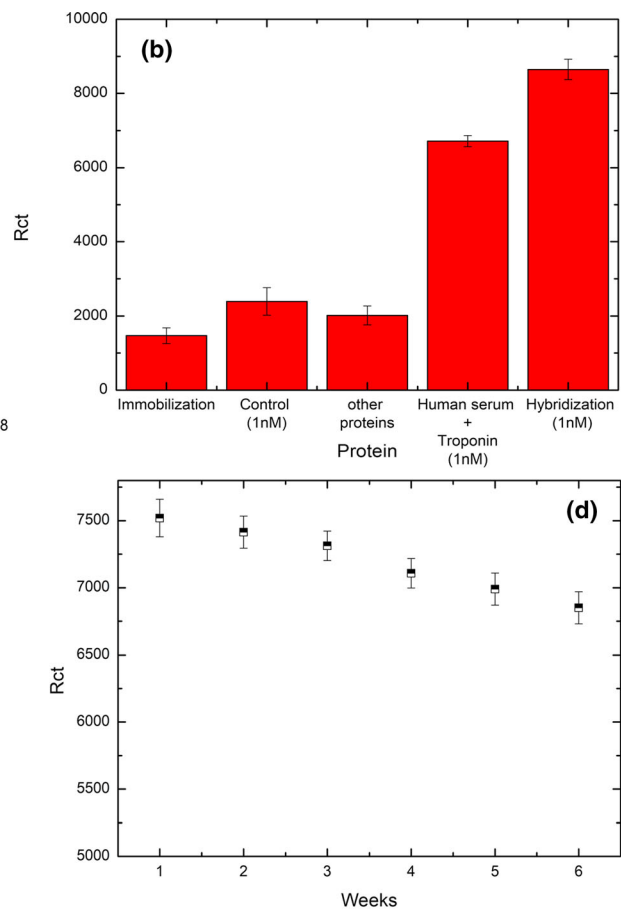 (b)
10000
8000
6000
4000
2000
0
Rct
Immobilization
Control
(1nM)
other
proteins
Human serum
+
Troponin
(1nM)
Hybridization
(1nM)
Protein
8
(d)
7500
7000
6500
6000
5500
5000
Rct
1 2 3 4 5 6
Weeks